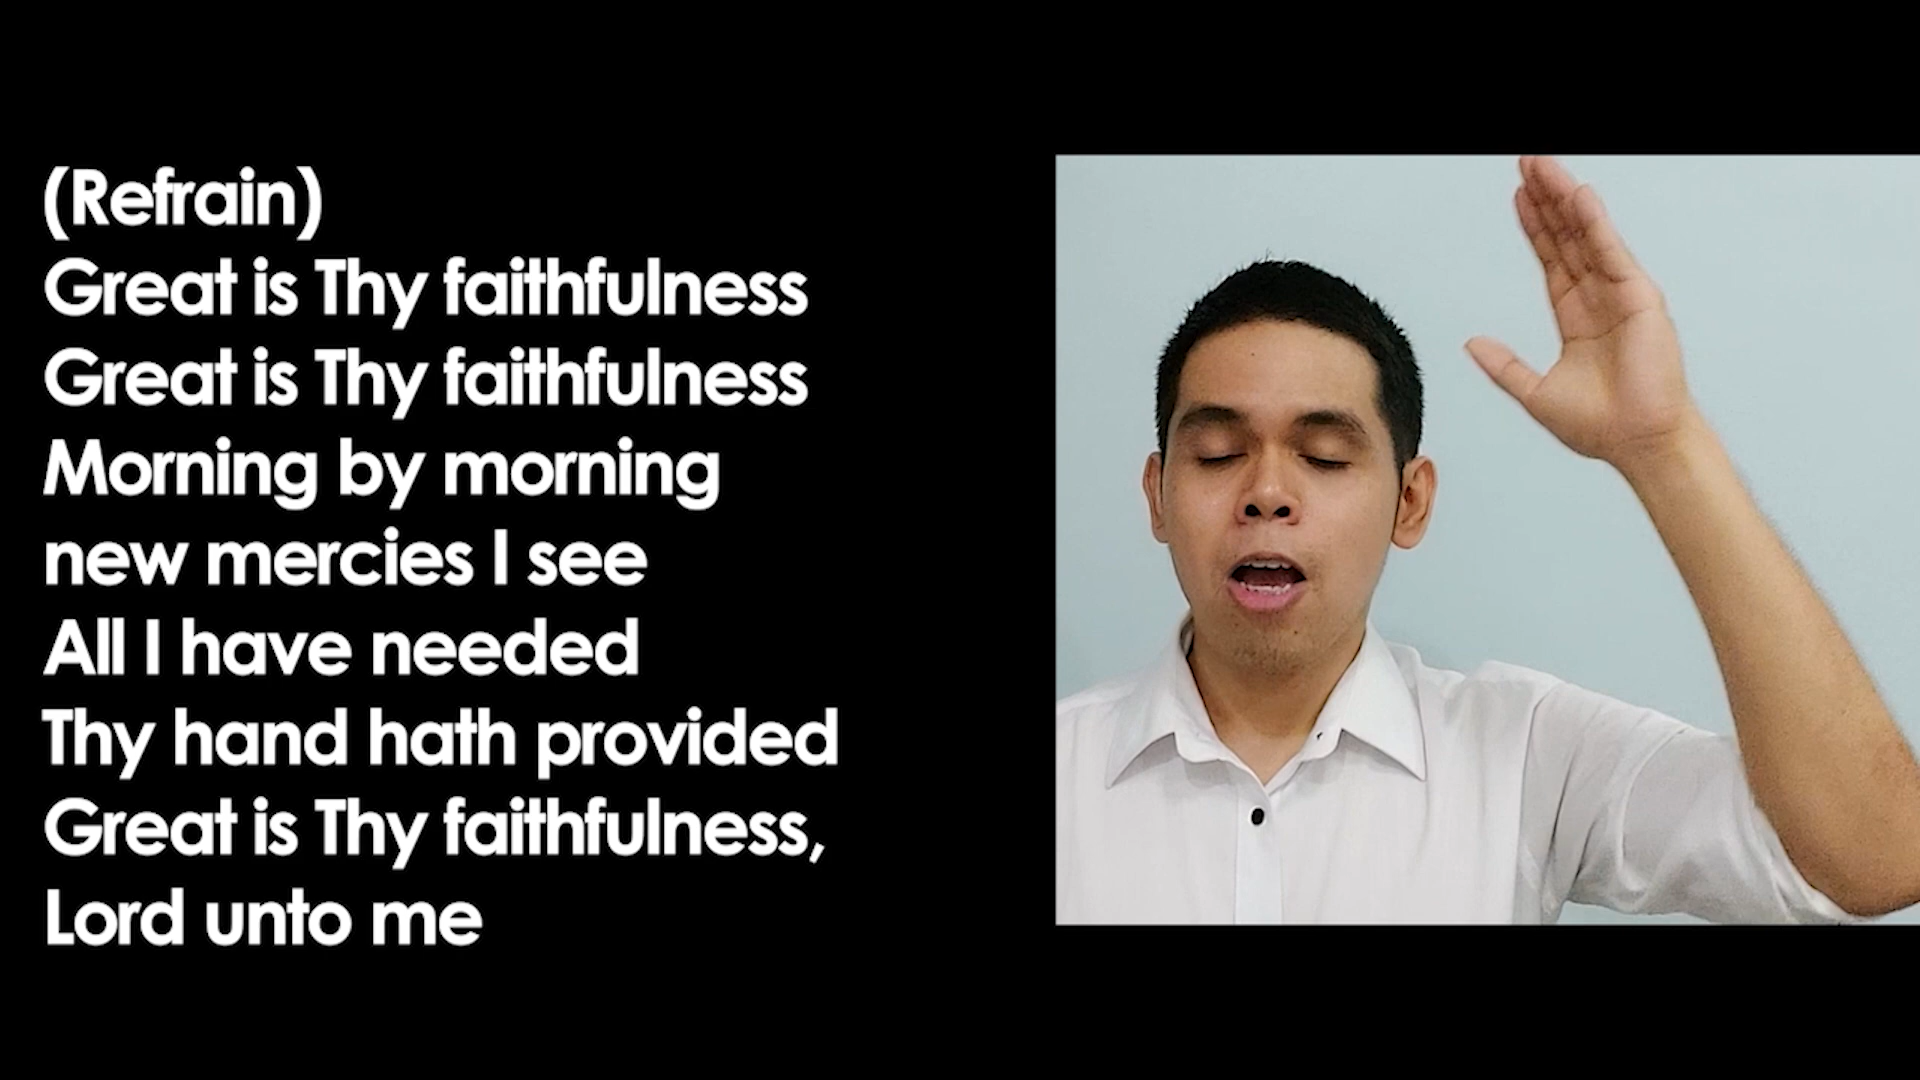 (Refrain)
Great is Thy faithfulness
Great is Thy faithfulness
Morning by morning
new mercies I see
All I have needed
Thy hand hath provided
Great is Thy faithfulness,
Lord unto me